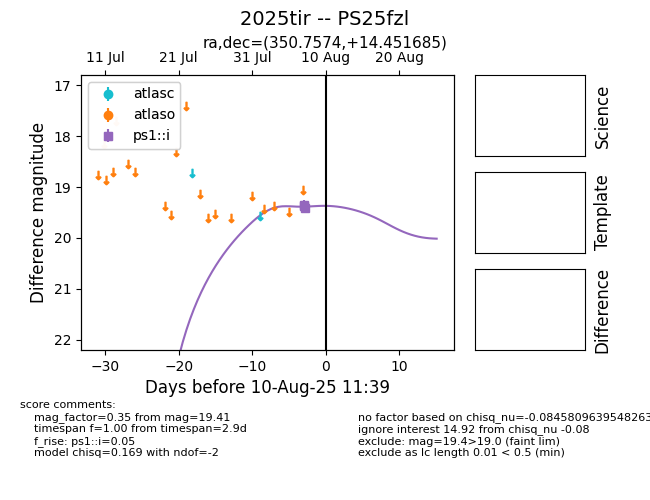 2025tir -- PS25fzl
ra,dec=(350.7574,+14.451685)
11 Jul 21 Jul 31 Jul 10 Aug 20 Aug
atlasc
atlaso
ps1::i
17
18
19
20
21
22
Difference magnitude
−30 −20 −10 0 10
Days before 10-Aug-25 11:39
Science
Template
Difference
score comments:
mag_factor=0.35 from mag=19.41
timespan f=1.00 from timespan=2.9d
f_rise: ps1::i=0.05
model chisq=0.169 with ndof=-2
no factor based on chisq_nu=-0.0845809639548263
ignore interest 14.92 from chisq_nu -0.08
exclude: mag=19.4>19.0 (faint lim)
exclude as lc length 0.01 < 0.5 (min)